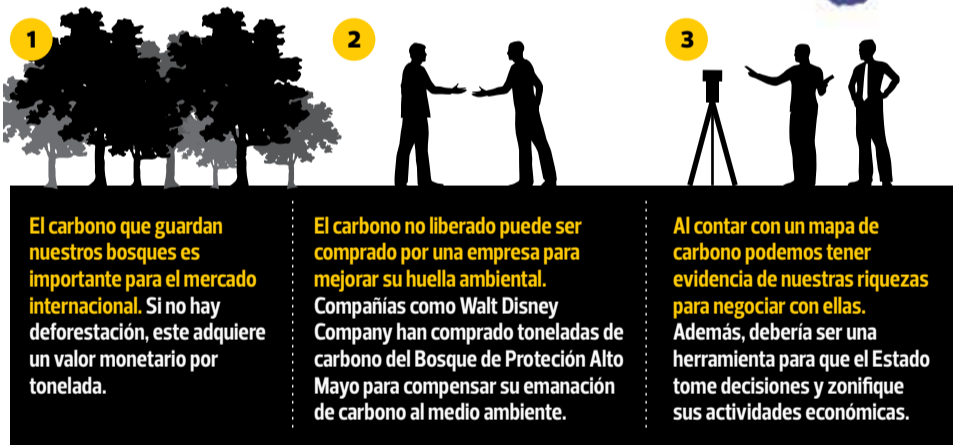 1
El carbono que guardan
nuestros bosques es
importante para el mercado
internacional. Si no hay
deforestación, este adquiere
un valor monetario por
tonelada.
2
El carbono no liberado puede ser
comprado por una empresa para
mejorar su huella ambiental.
Compañías como Walt Disney
Company han comprado toneladas de
carbono del Bosque de Proteción Alto
Mayo para compensar su emanación
de carbono al medio ambiente.
3
Al contar con un mapa de
carbono podemos tener
evidencia de nuestras riquezas
para negociar con ellas.
Además, debería ser una
herramienta para que el Estado
tome decisiones y zonifique
sus actividades económicas.